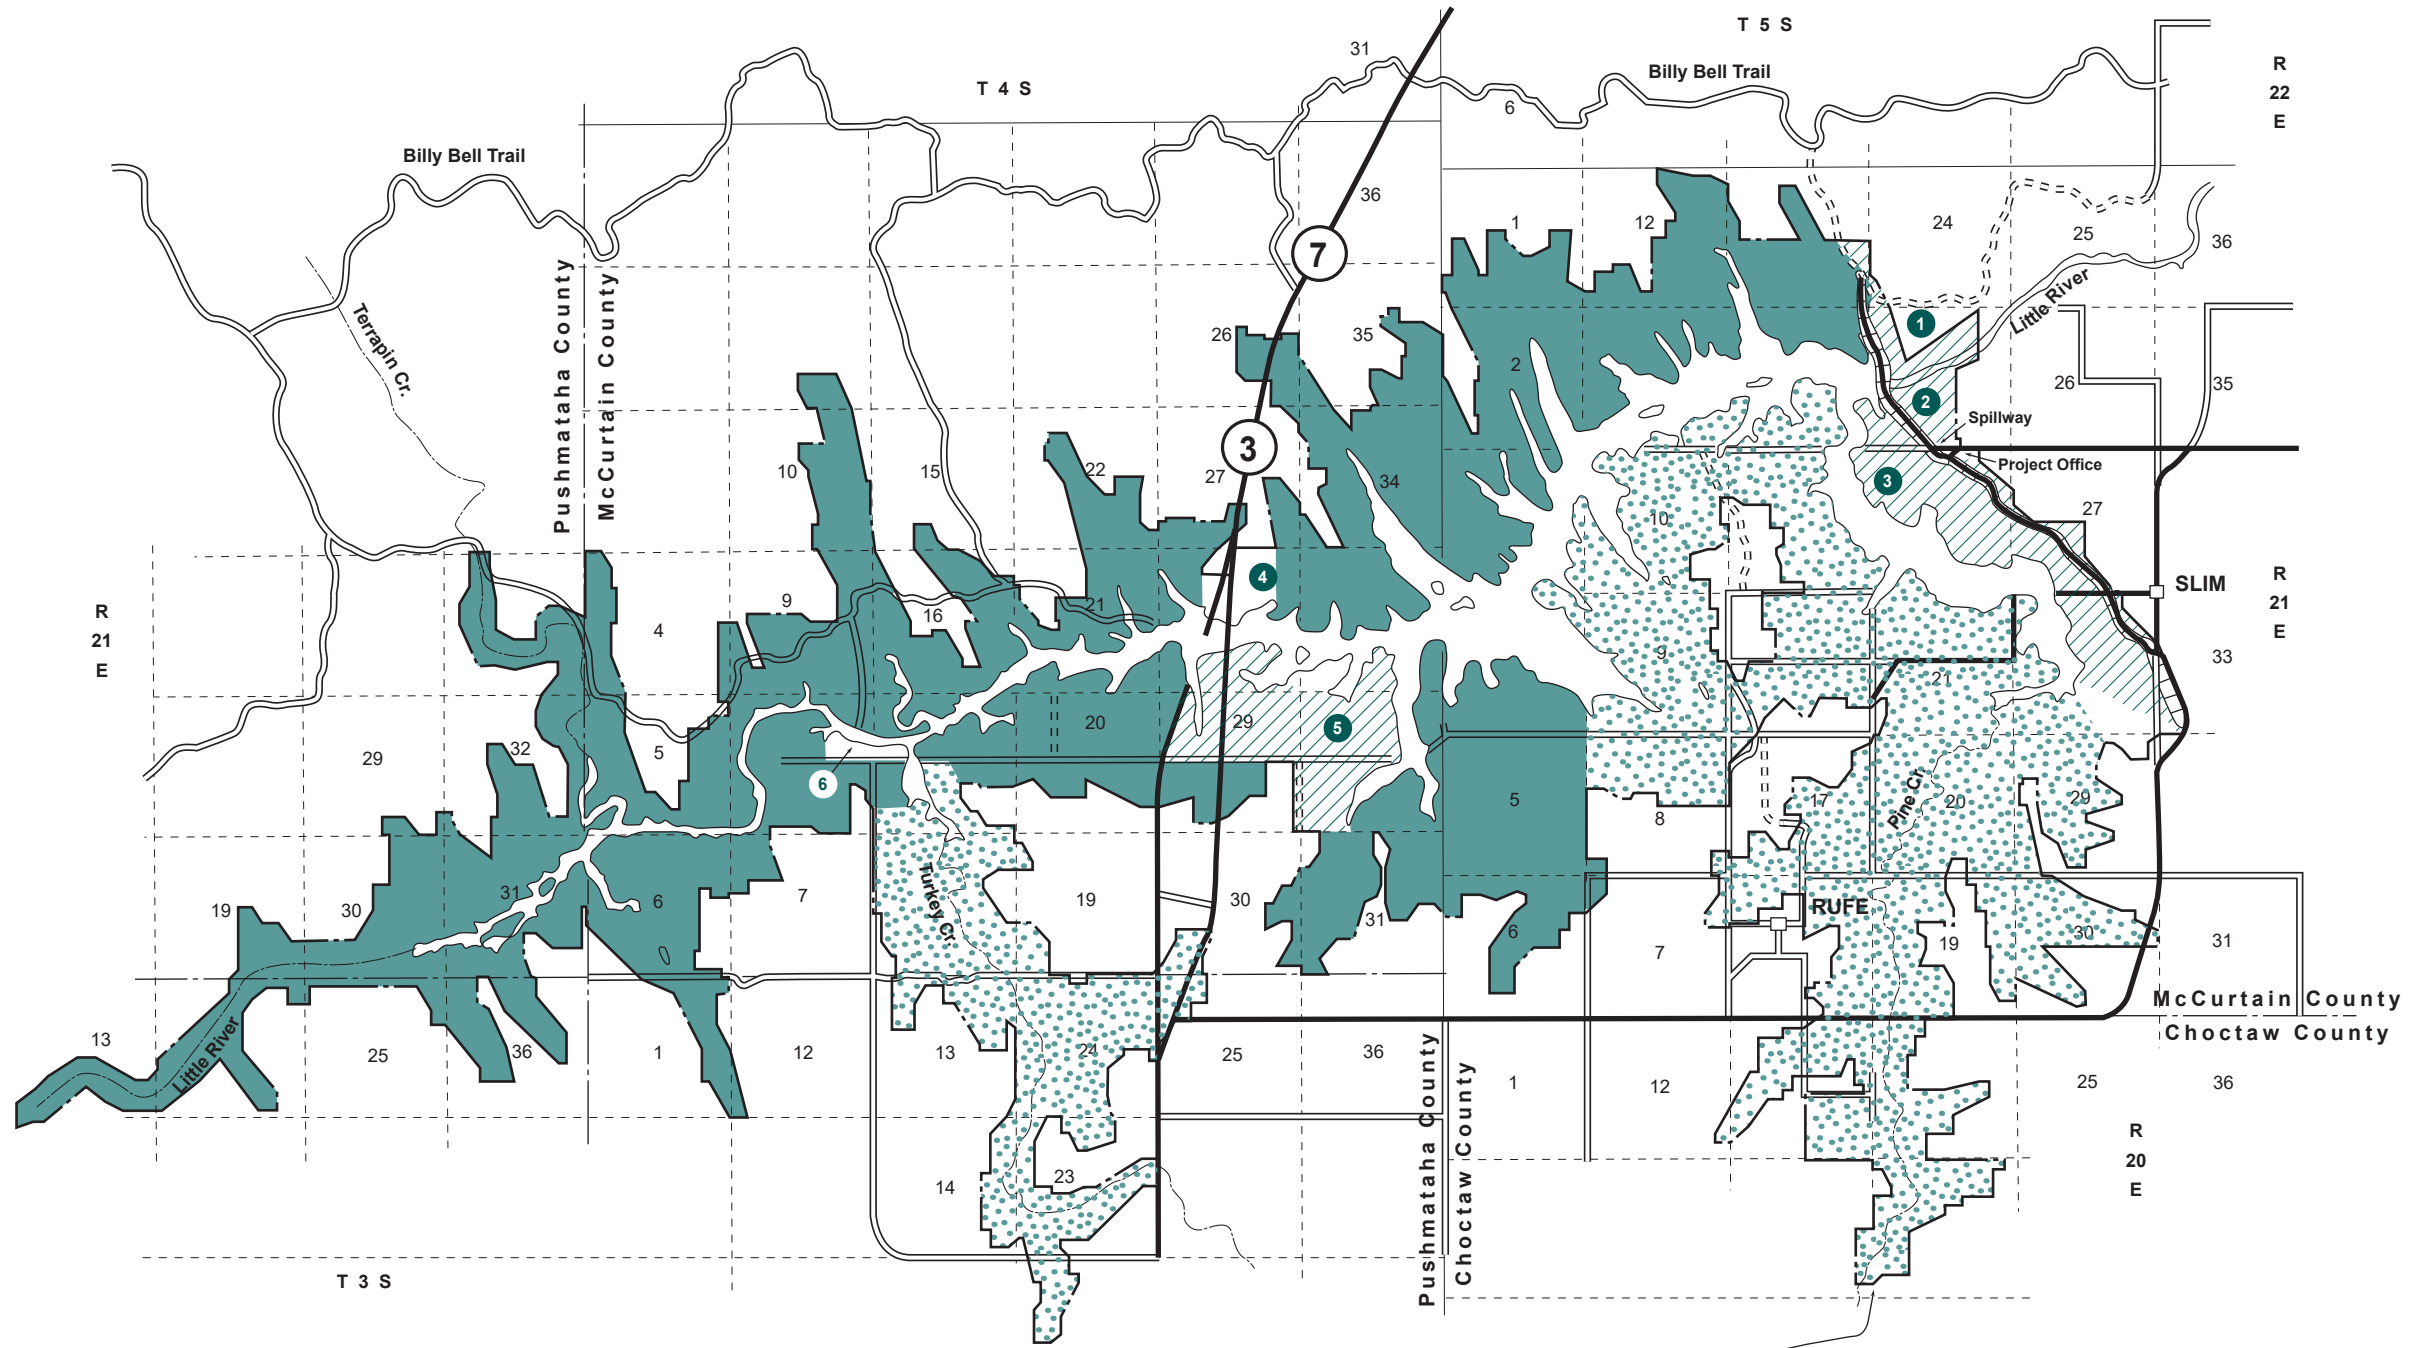 T 5 S
31
Billy Bell Trail
R
22
E
T 4 S
6
Billy Bell Trail
36
1
12
24
25
36
7
Pushmataha County
McCurtain County
Terrapin Cr.
Little River
26
35
1
2
26
35
2
Spillway
3
Project Office
10
15
22
27
34
3
27
10
4
SLIM
R
21
E
R
21
E
9
16
21
4
9
33
21
20
29
5
32
5
29
6
5
17
Pine Cr.
20
29
8
Turkey Cr.
31
6
7
19
30
31
6
19
30
RUFE
7
19
30
31
McCurtain County
Choctaw County
13
Little River
25
36
1
12
13
24
25
36
Pushmataha County
Choctaw County
1
12
25
36
R
20
E
14
23
T 3 S